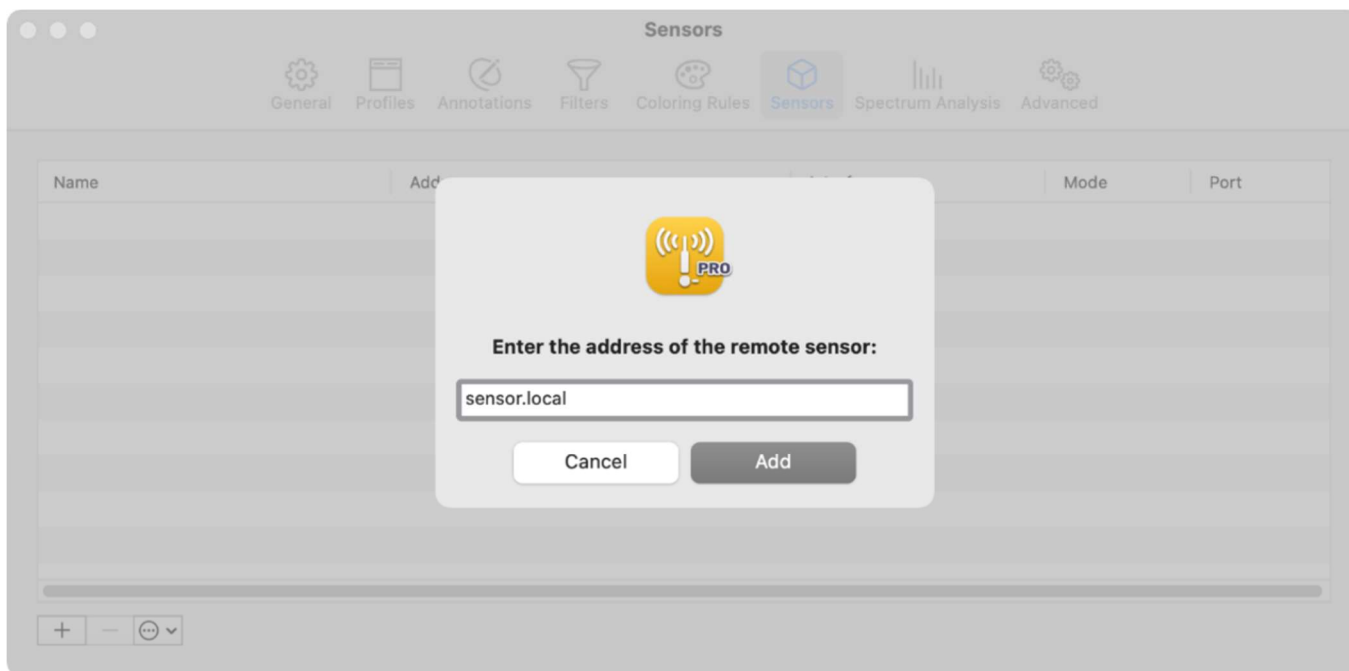 Sensors
General Profiles Annotations Filters Coloring Rules Sensors Spectrum Analysis Advanced
Name Mode Port
PRO
Enter the address of the remote sensor:
sensor.local
Cancel Add